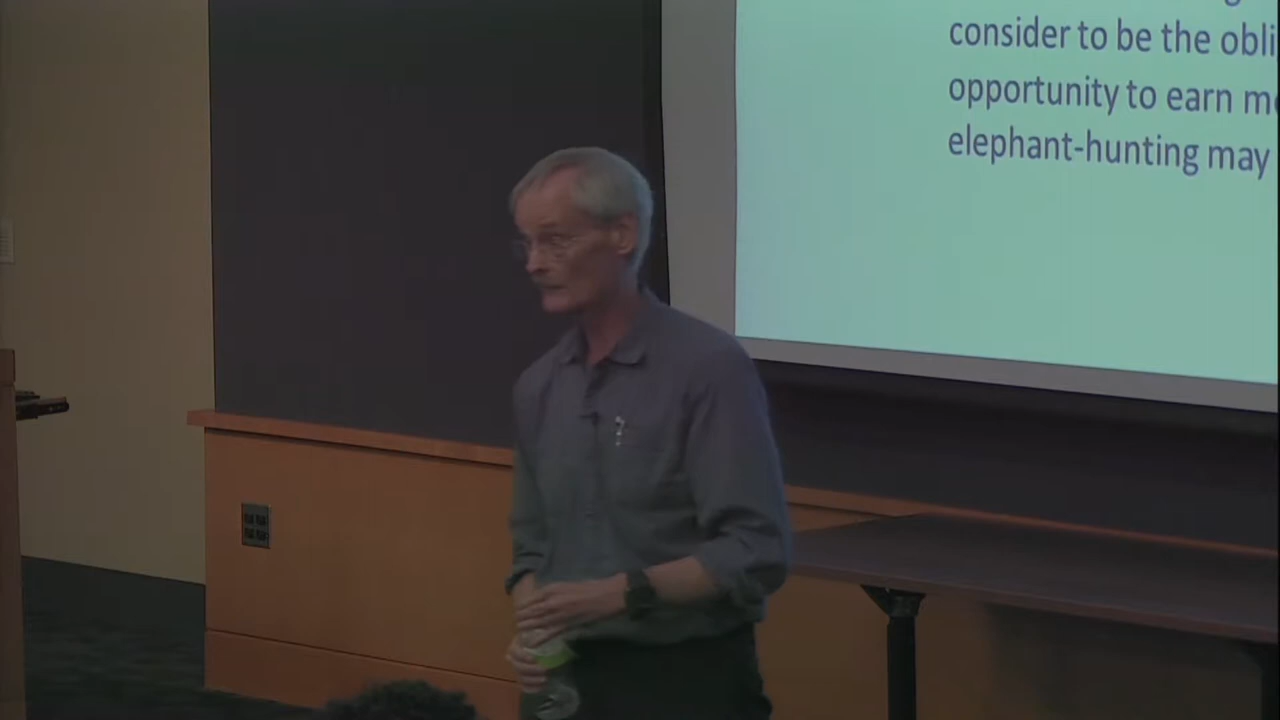 consider to be the obli
opportunity to earn m
elephant-hunting may